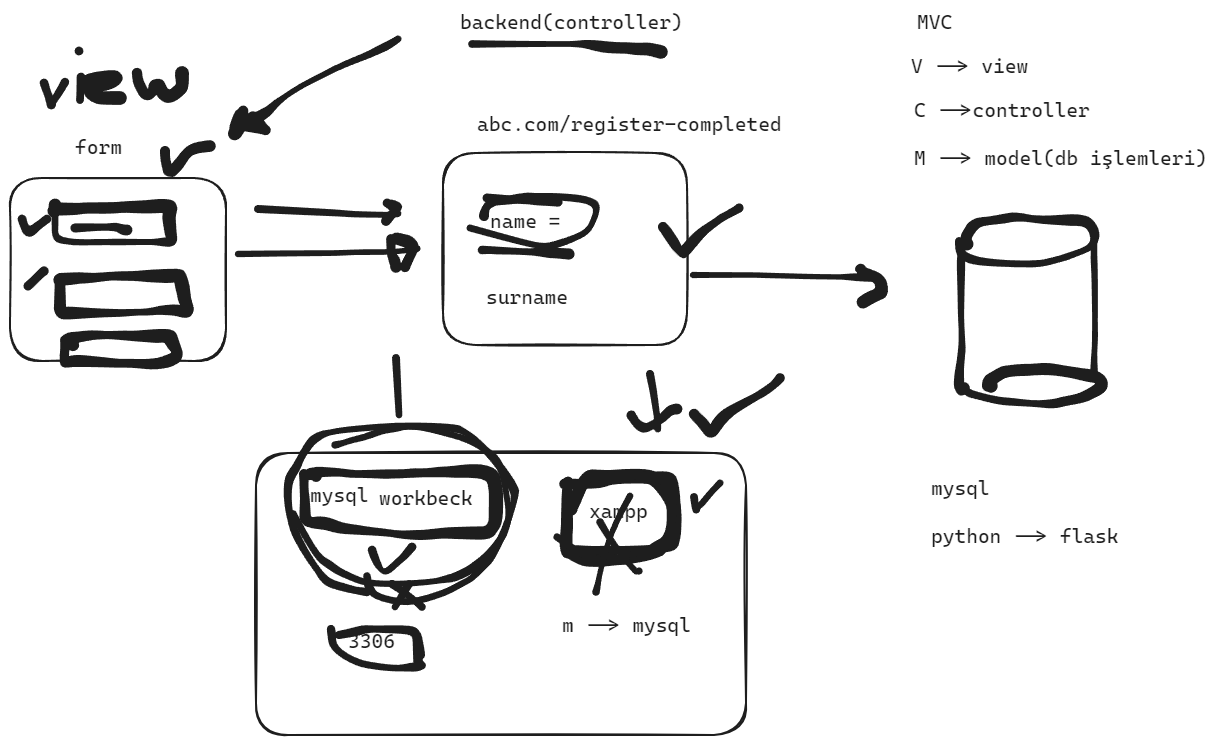 backend(controller)
view
form
abc.com/register-completed
name =
surname
MVC
V → view
C →controller
M → model(db işlemleri)
mysql workbeck
xampp
3306
m → mysql
mysql
python → flask